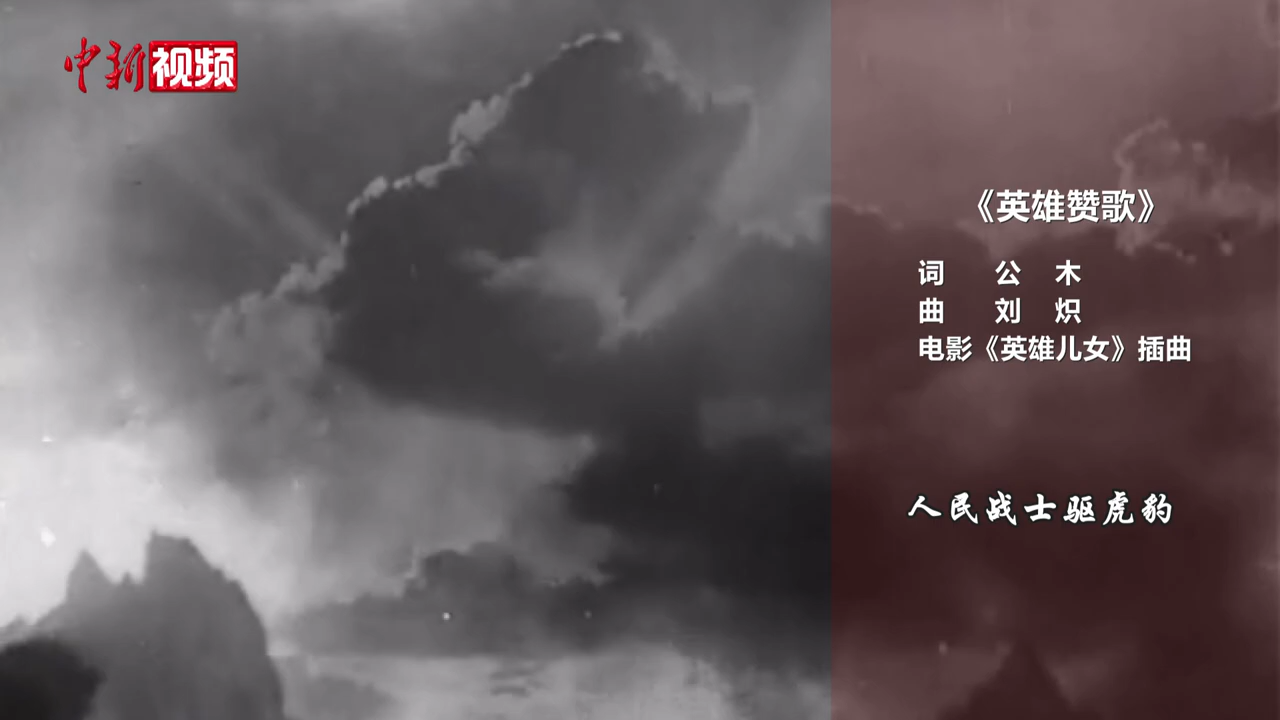 中新视频
《英雄赞歌》
词 公 木
曲 刘 炽
电影《英雄儿女》插曲
人民战士驱虎豹